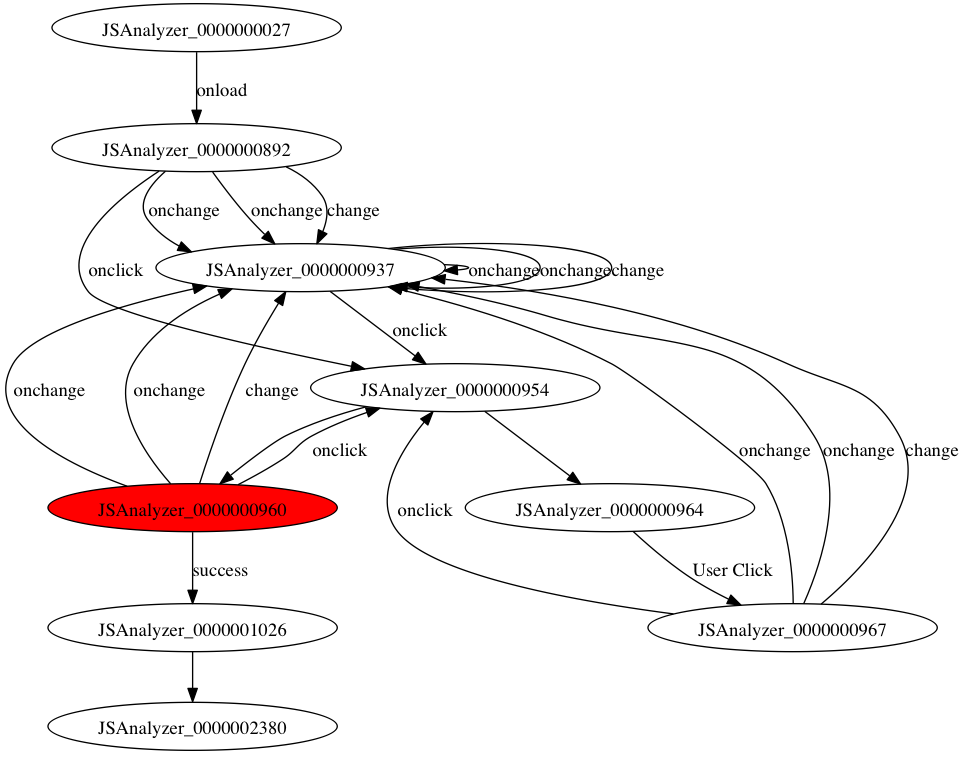 JSAnalyzer_0000000027
onload
JSAnalyzer_0000000892
onchange
onchange
change
onclick
JSAnalyzer_0000000937
onchange
onchange
change
onclick
onchange
onchange
change
JSAnalyzer_0000000954
onclick
onchange
onchange
change
JSAnalyzer_0000000960
onclick
JSAnalyzer_0000000964
success
User Click
JSAnalyzer_0000001026
JSAnalyzer_0000000967
JSAnalyzer_0000002380